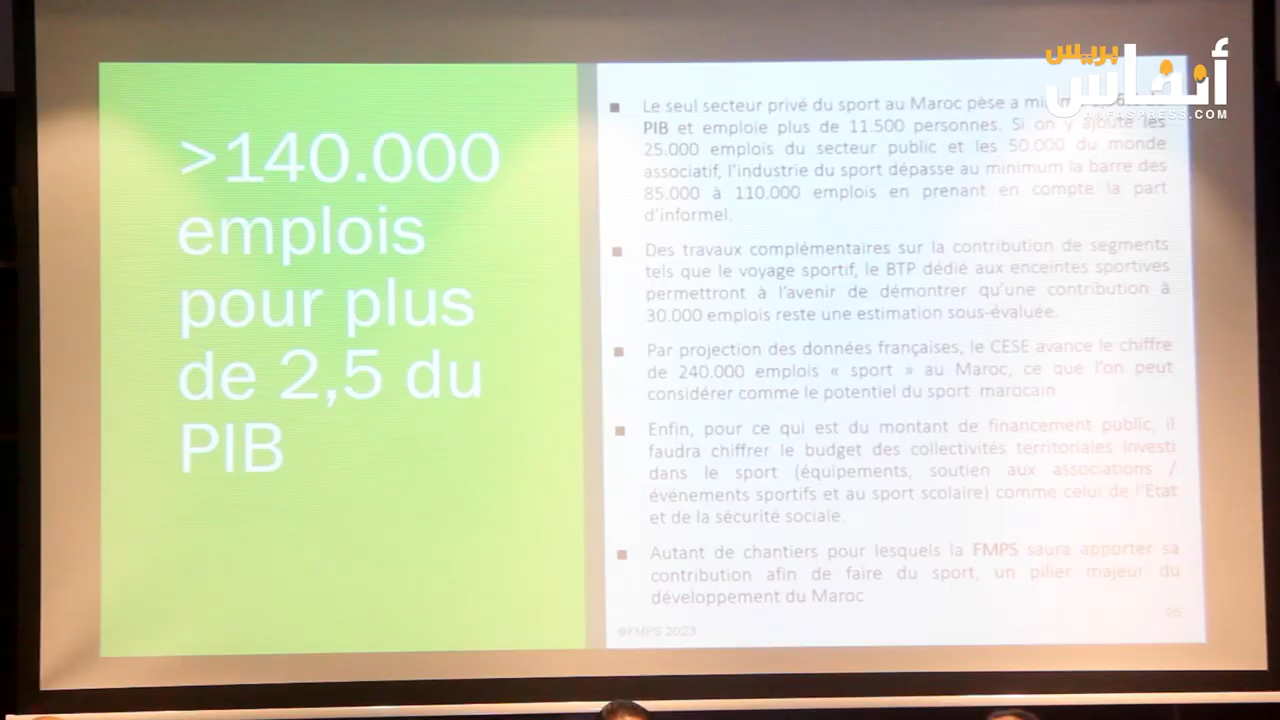 >140.000
emplois
pour plus
de 2,5 du
PIB
■ Le seul secteur privé du sport au Maroc pèse a
PIB et emploie plus de 11.500 personnes. Si on y ajoute les
25.000 emplois du secteur public et les 50.000 du monde
associatif, l'industrie du sport dépasse au minimum la barre des
85.000 à 110.000 emplois en prenant en compte la part
d'informel.
■ Des travaux complémentaires sur la contribution de segments
tels que le voyage sportif, le BTP dédié aux enceintes sportives
permettront à l'avenir de démontrer qu'une contribution à
30.000 emplois reste une estimation sous-évaluée.
■ Par projection des données françaises, le CESE avance le chiffre
de 240.000 emplois « sport » au Maroc, ce que l'on peut
considérer comme le potentiel du sport marocain.
■ Enfin, pour ce qui est du montant de financement public, il
faudra chiffrer le budget des collectivités territoriales investi
dans le sport (équipements, soutien aux associations /
événements sportifs et au sport scolaire) comme celui de l'Etat
et de la sécurité sociale.
■ Autant de chantiers pour lesquels la FMPS saura apporter sa
contribution afin de faire du sport, un pilier majeur du
développement du Maroc
©FMPS 2023
25
أنفاس بريس
ANFASPRESS.COM